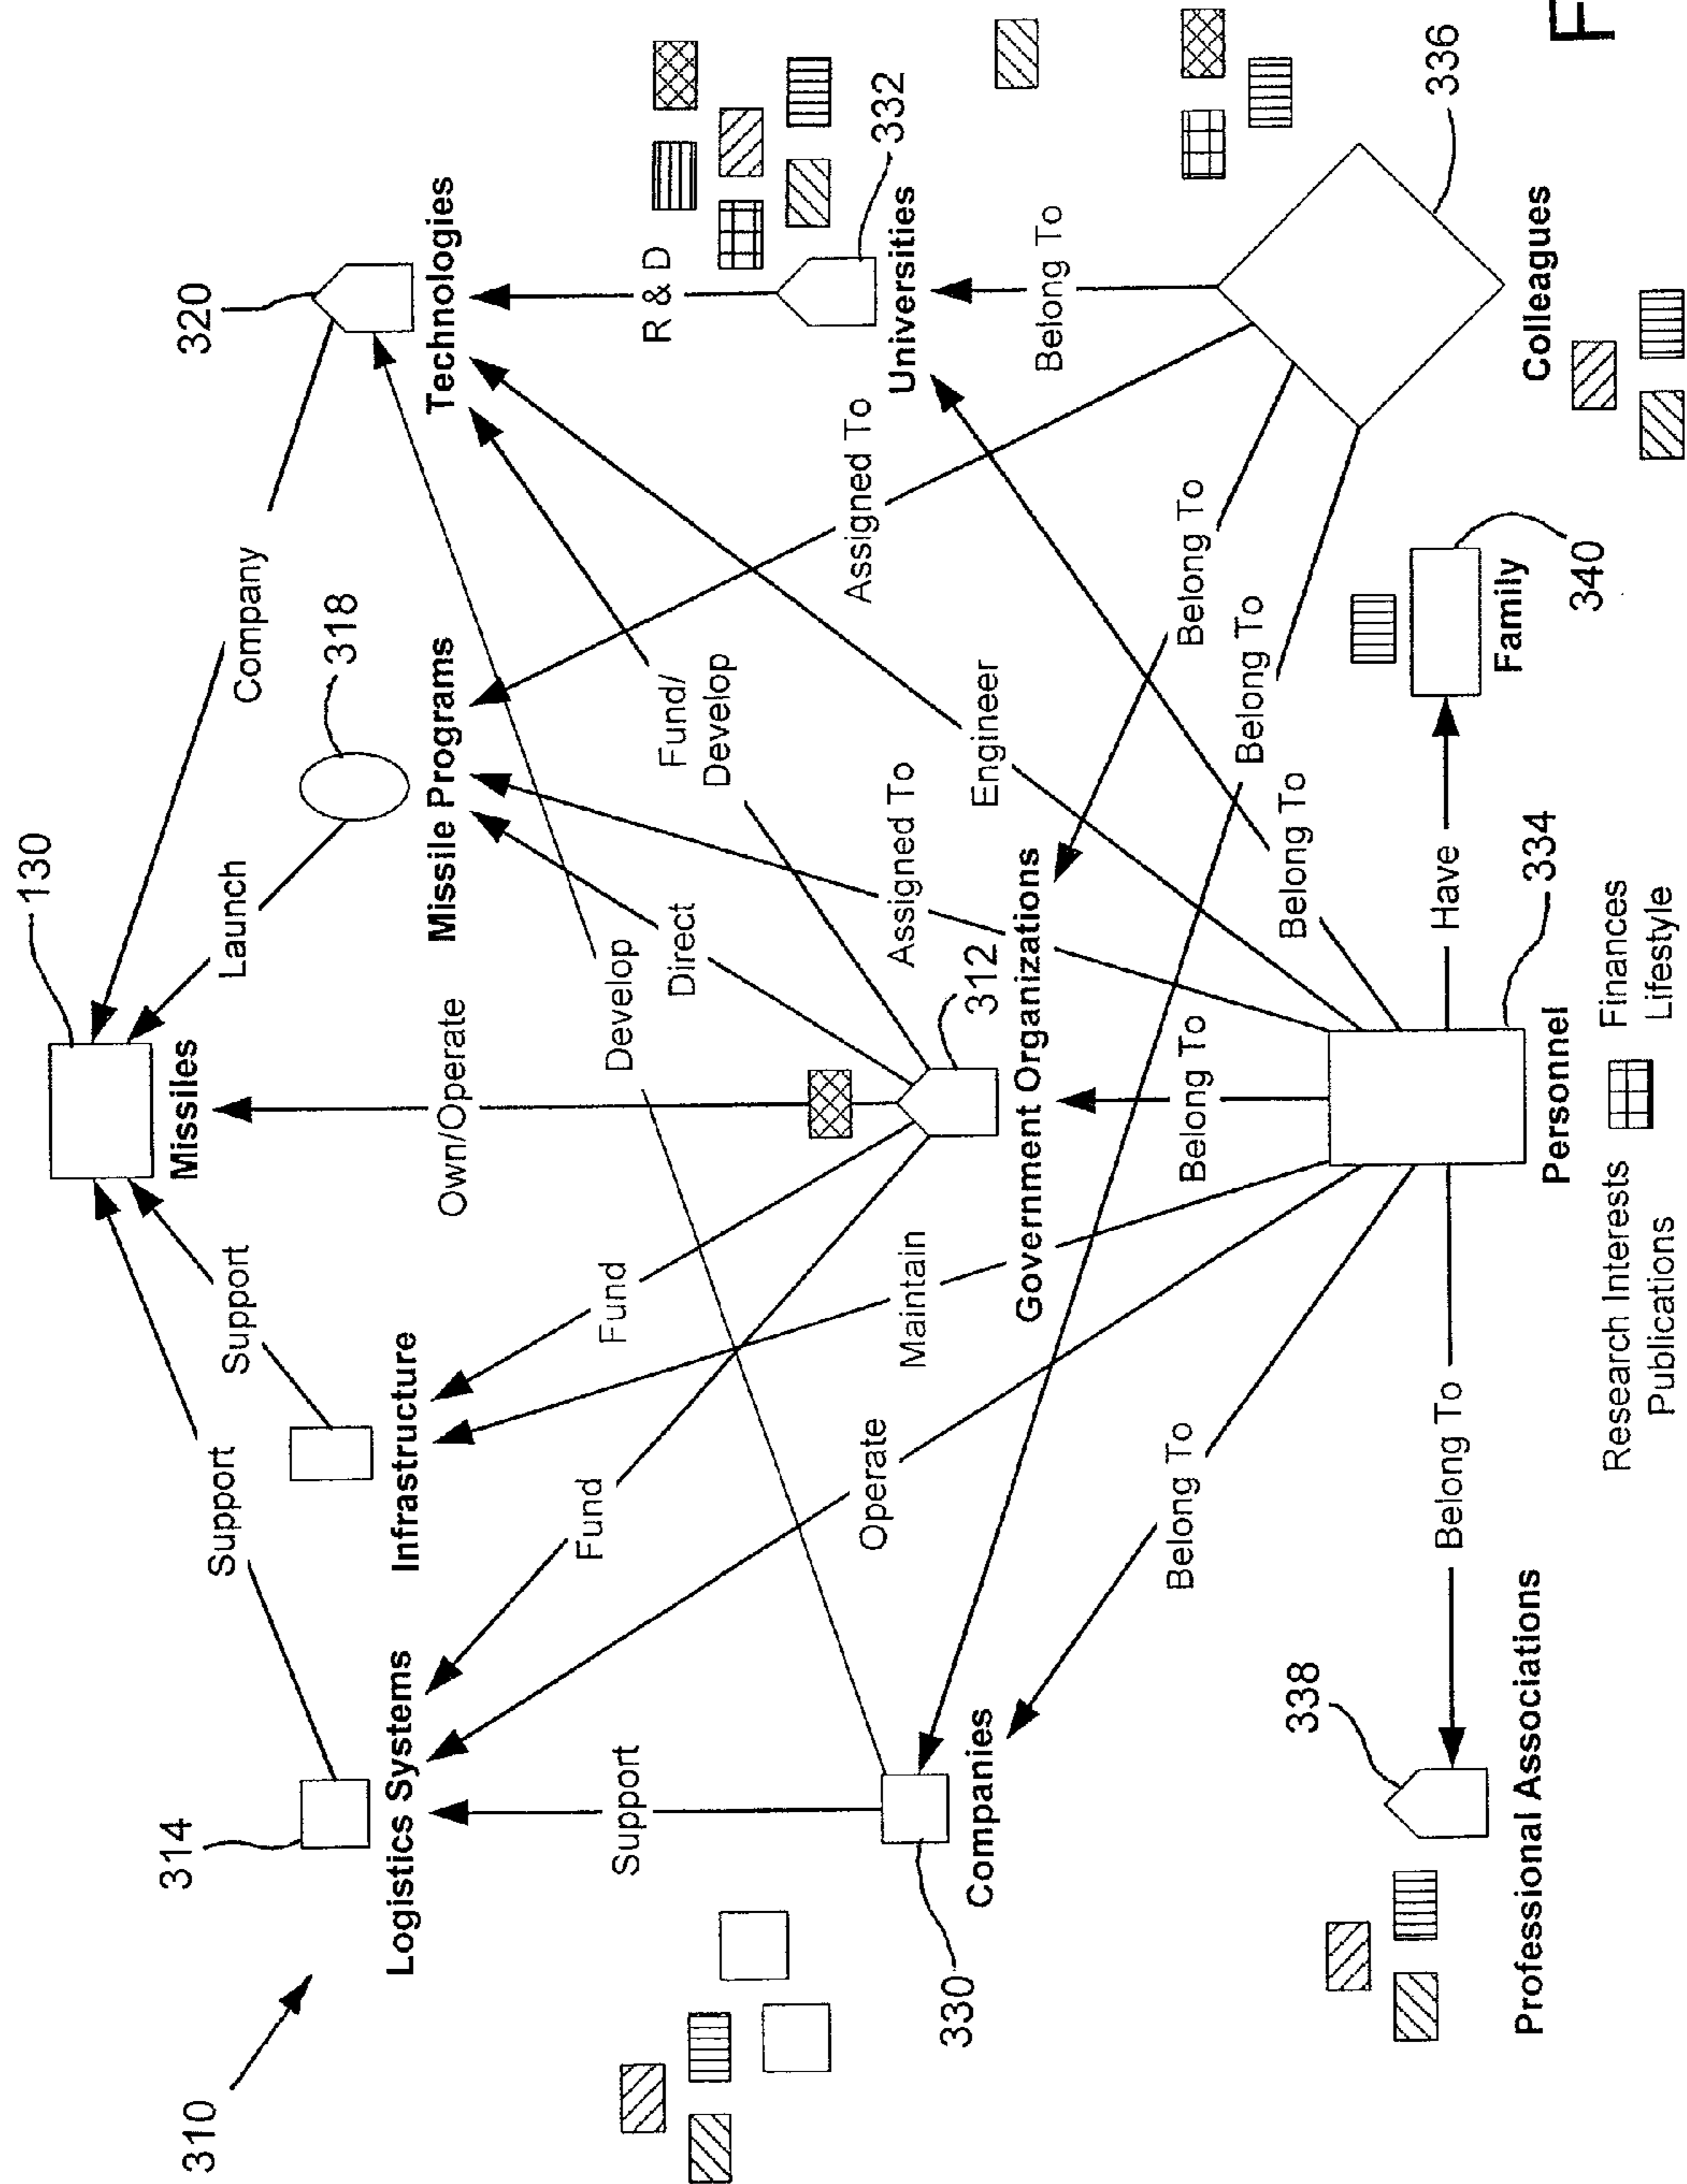 310
130
Missiles
314
Logistics Systems
Support
Infrastructure
Support
Launch
318
Missile Programs
Company
320
Technologies
Own/Operate
Support
Fund
Fund
Develop
Direct
Fund/
Develop
R & D
332
Universities
330
Companies
Operate
Maintain
312
Government Organizations
Assigned To
Engineer
Assigned To
Belong To
Belong To
Belong To
Belong To
Belong To
Belong To
Belong To
336
Colleagues
338
Professional Associations
Belong To
334
Personnel
Have
340
Family
Research Interests
Publications
Finances
Lifestyle
F